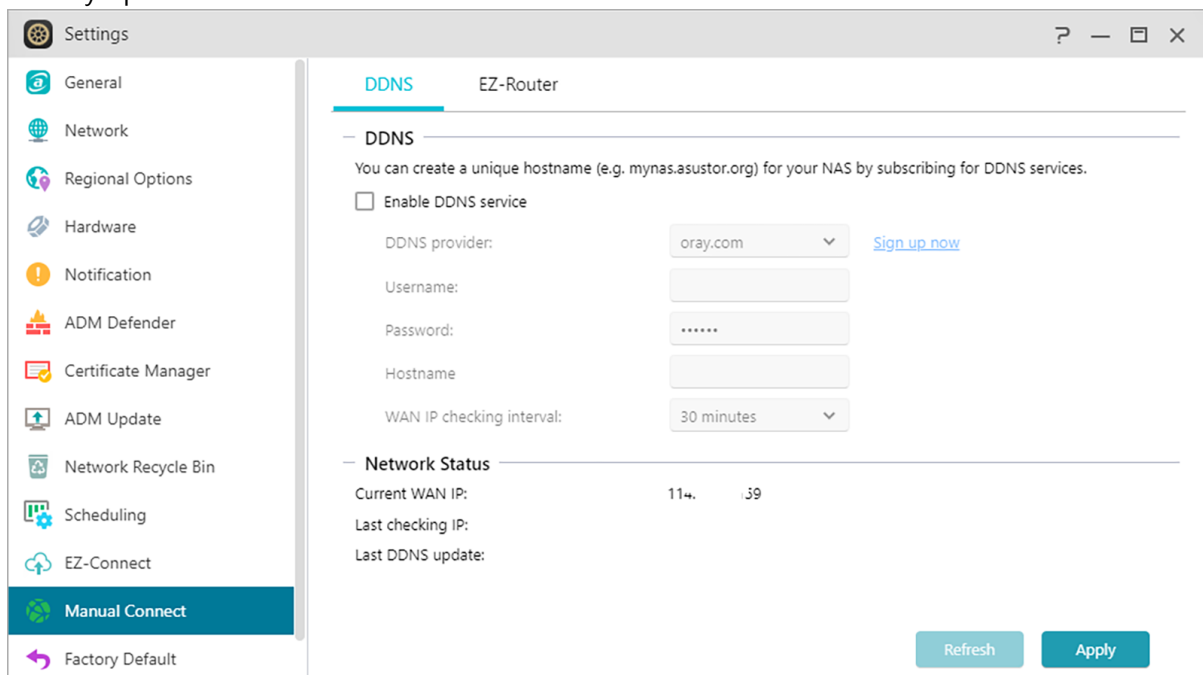 Settings
General
Network
Regional Options
Hardware
Notification
ADM Defender
Certificate Manager
ADM Update
Network Recycle Bin
Scheduling
EZ-Connect
Manual Connect
Factory Default
DDNS EZ-Router
DDNS
You can create a unique hostname (e.g. mynas.asustor.org) for your NAS by subscribing for DDNS services.
Enable DDNS service
DDNS provider: oray.com Sign up now
Username:
Password: ••••••
Hostname
WAN IP checking interval: 30 minutes
Network Status
Current WAN IP: 114.
Last checking IP:
Last DDNS update:
Refresh Apply